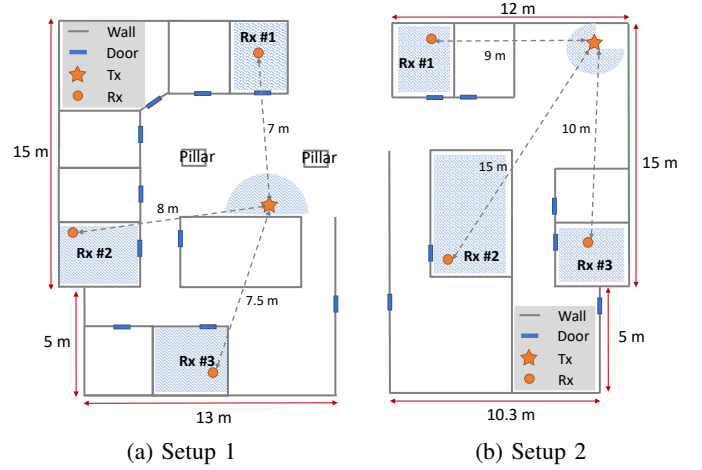 Wall
Door
Tx
Rx
Rx #1
7 m
Pillar
Pillar
15 m
8 m
Rx #2
7.5 m
5 m
Rx #3
13 m
(a) Setup 1
12 m
Rx #1
9 m
10 m
15 m
15 m
Rx #2
Rx #3
Wall
Door
Tx
Rx
5 m
10.3 m
(b) Setup 2